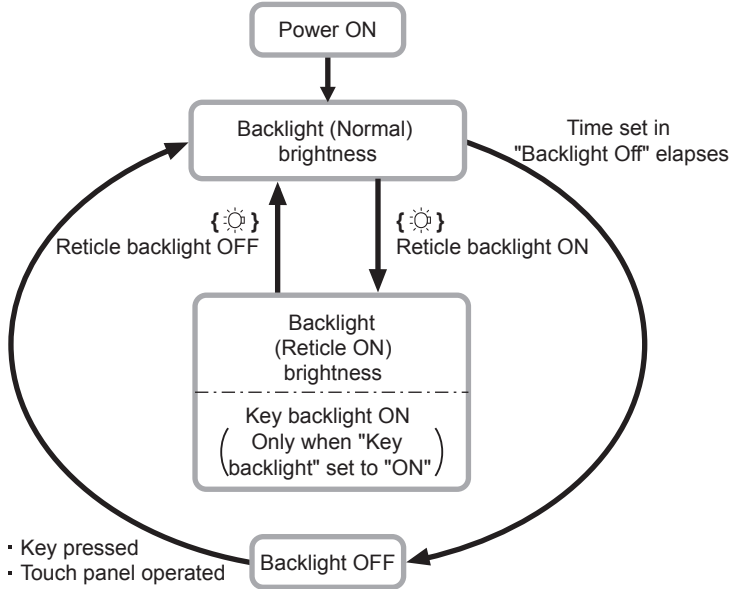 Power ON
Backlight (Normal)
brightness
Time set in
"Backlight Off" elapses
{ }
Reticle backlight OFF
{ }
Reticle backlight ON
Backlight
(Reticle ON)
brightness
Key backlight ON
(Only when "Key
backlight" set to "ON")
・Key pressed
・Touch panel operated
Backlight OFF